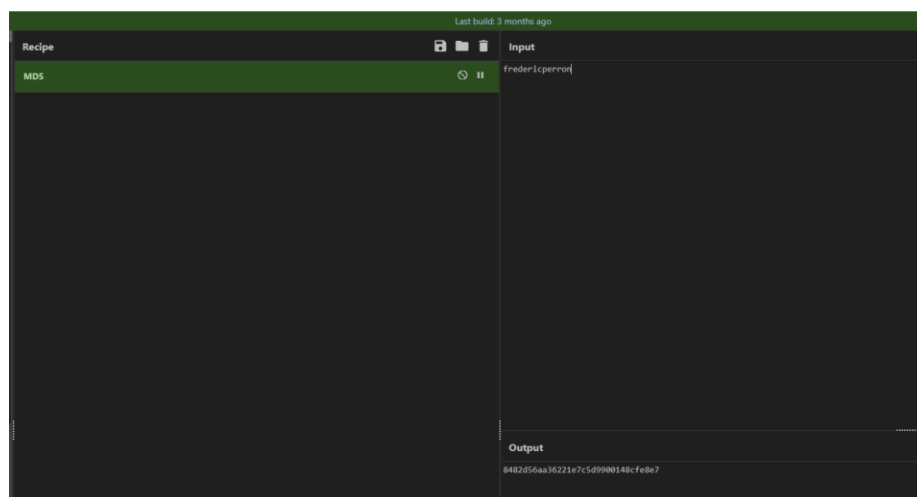 Last build: 3 months ago
Recipe
Input
MD5
fredericperron
Output
8482d56aa36221e7c5d9900148cfe8e7